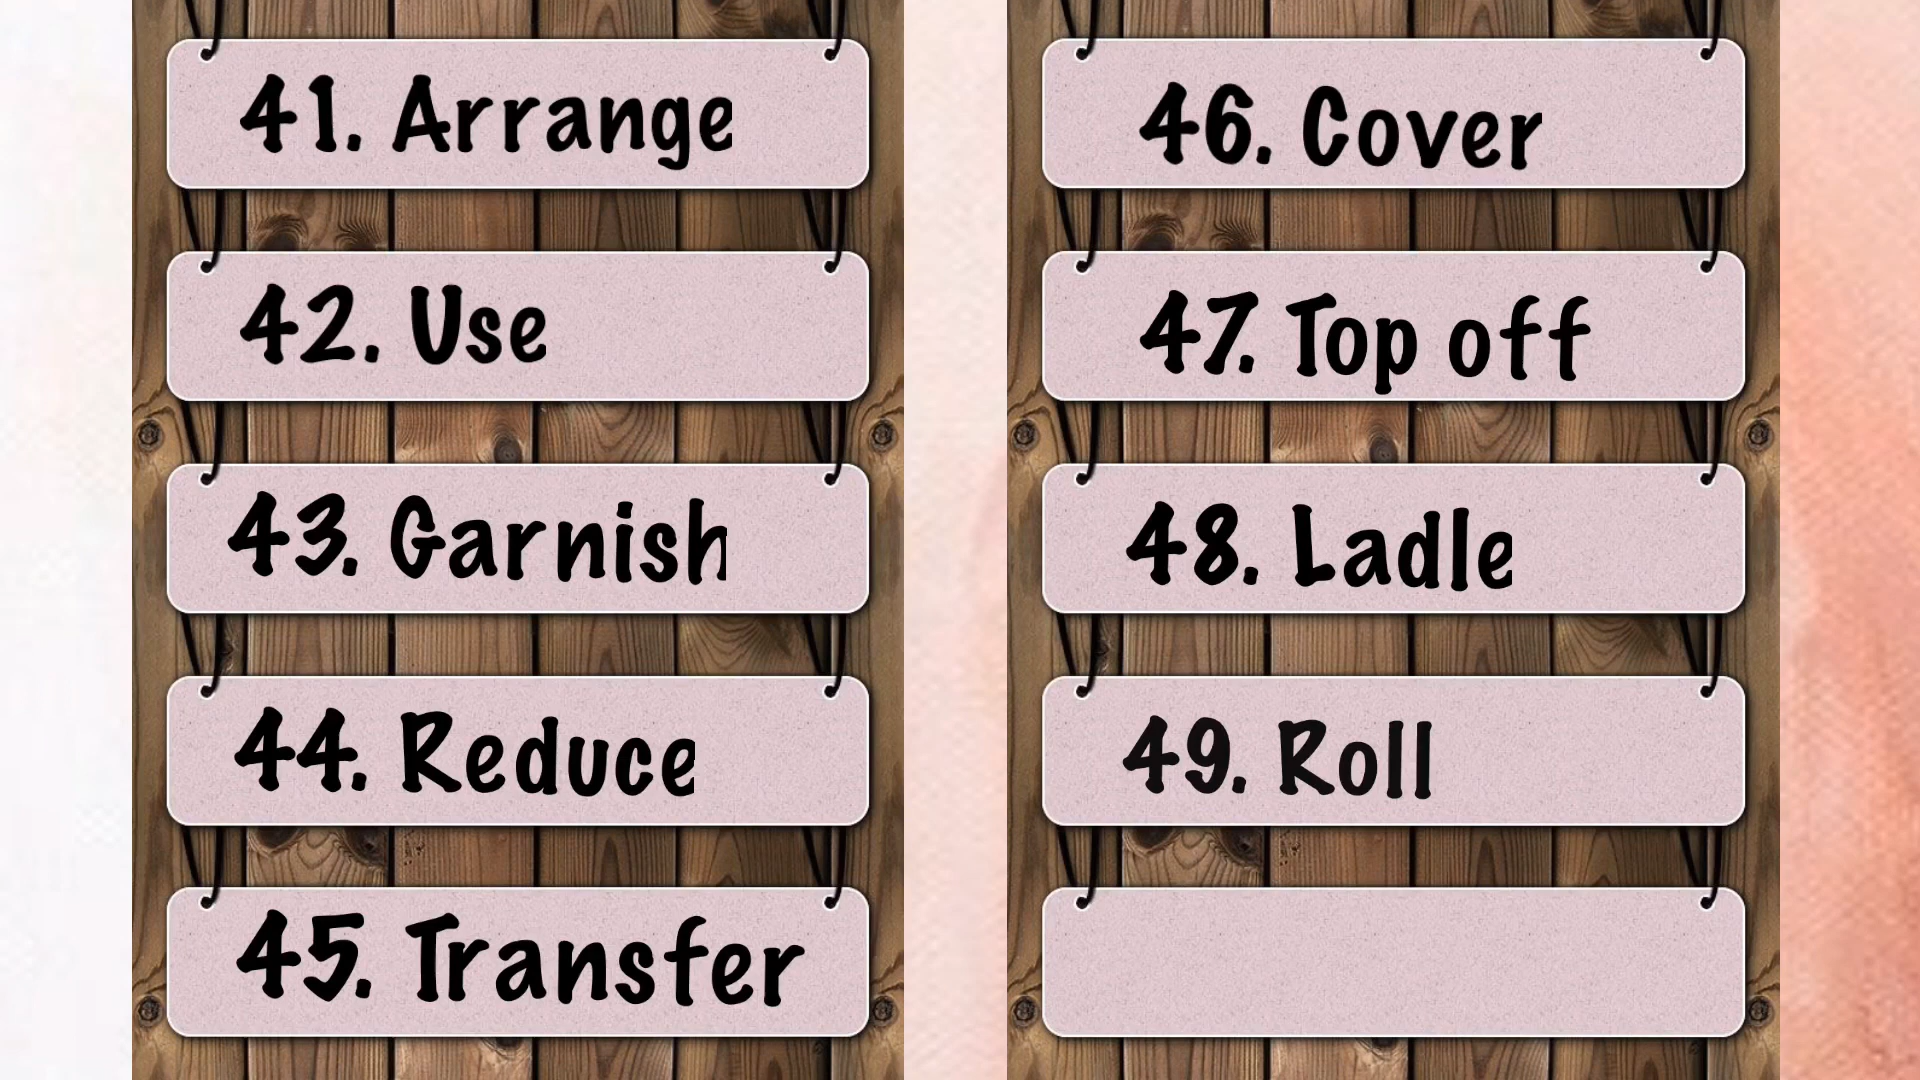 41. Arrange
42. Use
43. Garnish
44. Reduce
45. Transfer
46. Cover
47. Top off
48. Ladle
49. Roll